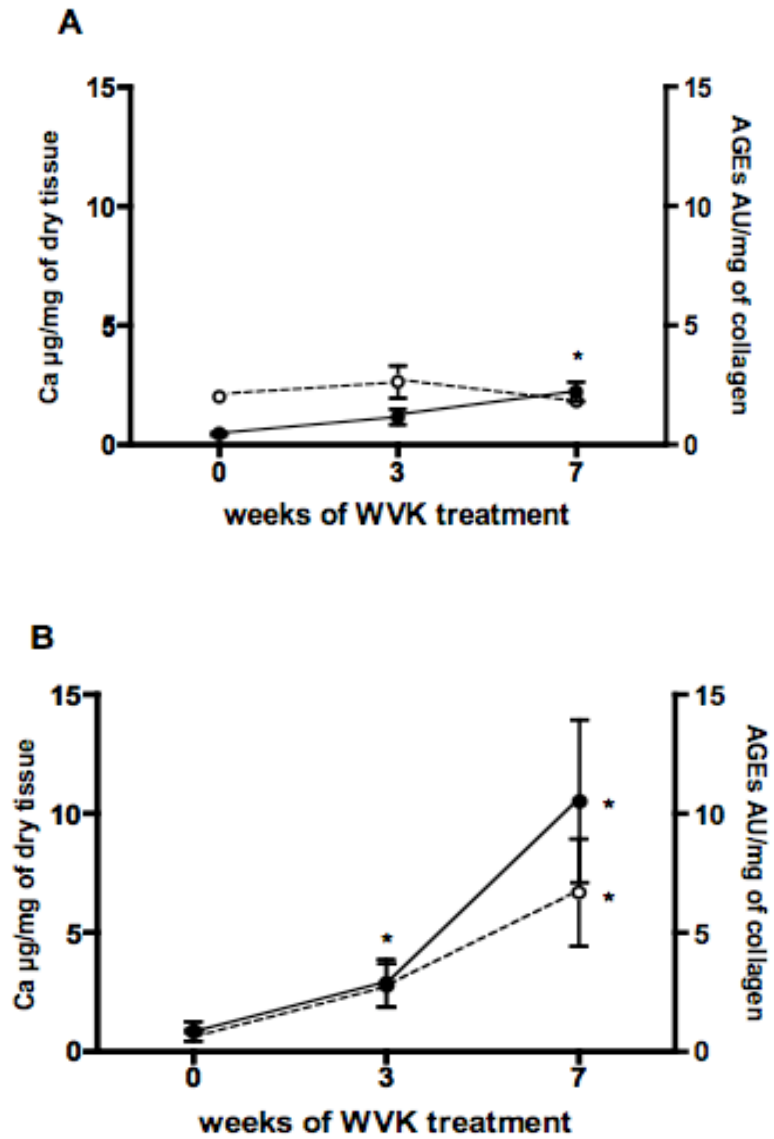 A
15
10
5
0
Ca µg/mg of dry tissue
15
10
5
0
AGEs AU/mg of collagen
*
0 3 7
weeks of WVK treatment
B
15
10
5
0
Ca µg/mg of dry tissue
15
10
5
0
AGEs AU/mg of collagen
*
*
*
0 3 7
weeks of WVK treatment